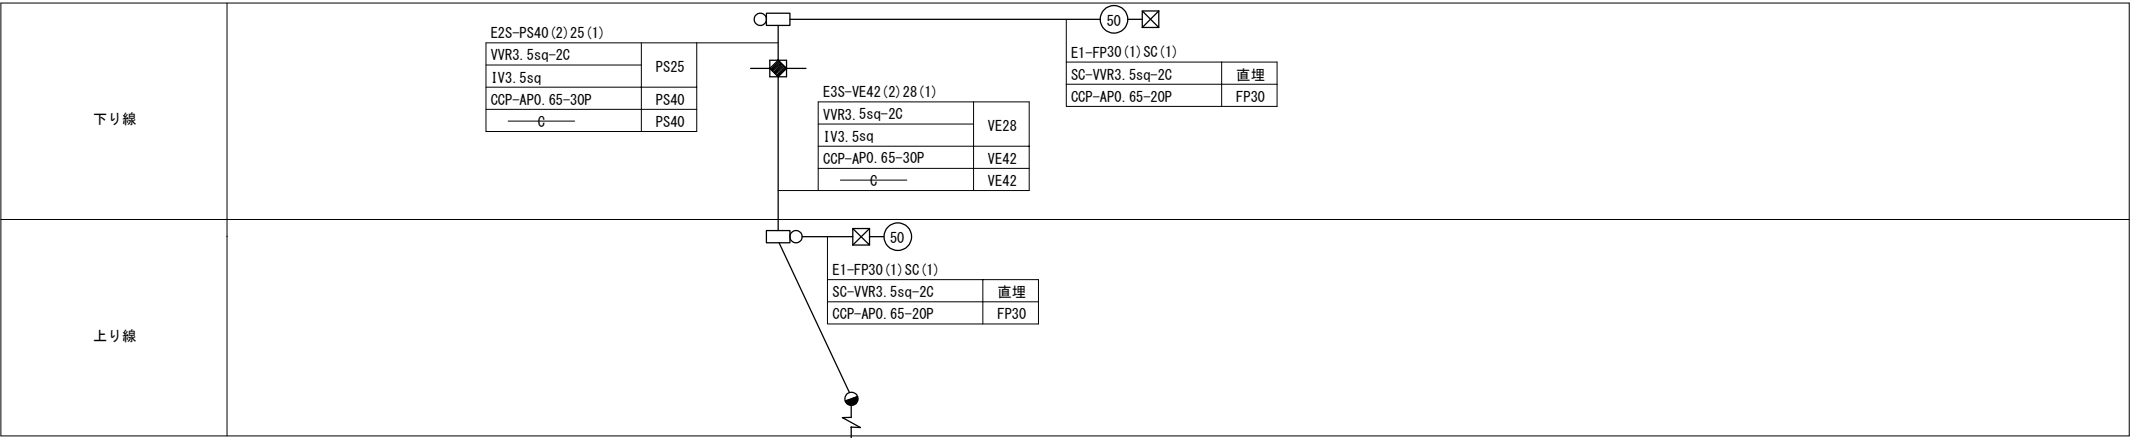 下り線
E2S-PS40(2)25(1)
VVR3.5sq-2C
PS25
IV3.5sq
CCP-AP0.65-30P PS40
C PS40
50
E1-FP30(1)SC(1)
SC-VVR3.5sq-2C 直埋
CCP-AP0.65-20P FP30
E3S-VE42(2)28(1)
VVR3.5sq-2C
VE28
IV3.5sq
CCP-AP0.65-30P VE42
C VE42
上り線
50
E1-FP30(1)SC(1)
SC-VVR3.5sq-2C 直埋
CCP-AP0.65-20P FP30